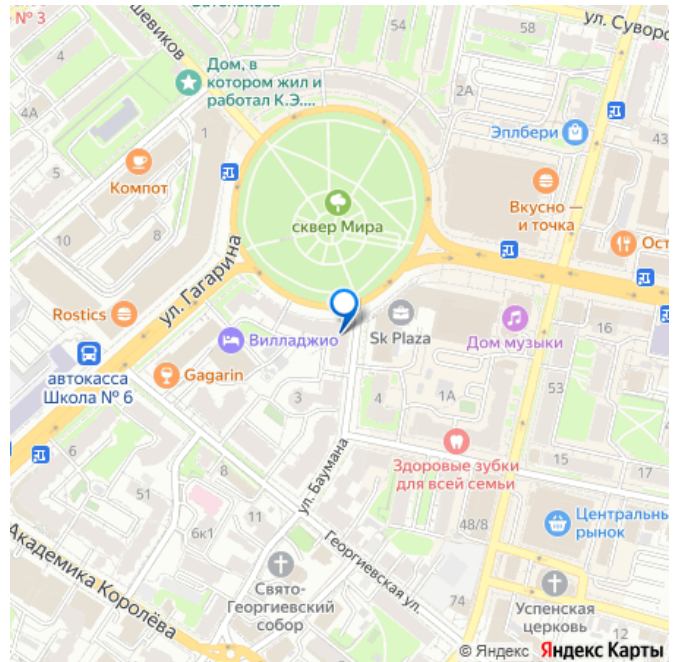 № 3
ул. Суворо
4
54
58
Дом, в
котором жил и
работал К.Э....
2А
4А
1
Эплбери
43
5
Компот
Вкусно —
и точка
сквер Мира
10
8
Ост
ул. Гагарина
Rostics
Вилладжио
Sk Plaza
Дом музыки
16
автокасса
Школа № 6
Gagarin
3
4
1А
53
ул. Баумана
Здоровые зубки
для всей семьи
15
17
6
51
8
11
6к1
48/8
Центральны
рынок
Академика Королёва
Георгиевская ул.
Свято-
Георгиевский
собор
74
Успенская
церковь
12
© Яндекс Яндекс Карты